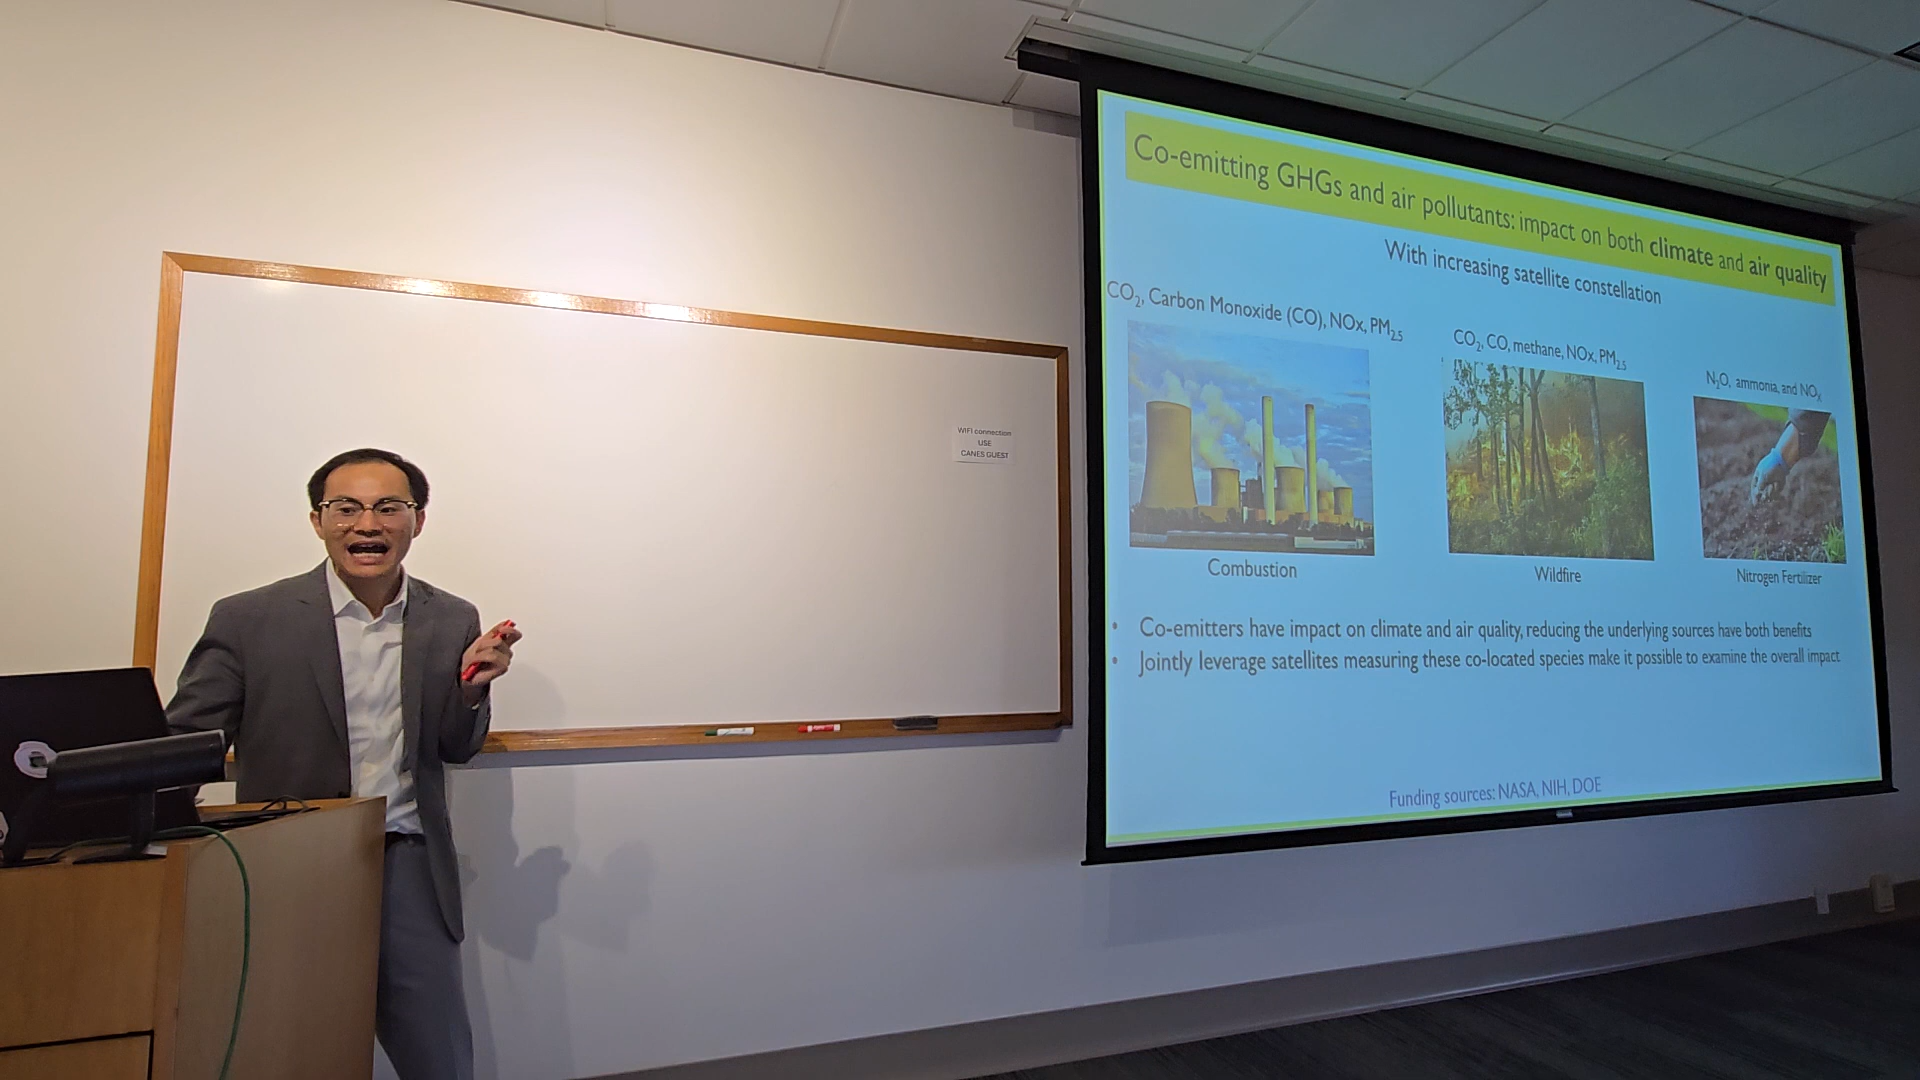 WIFI connection
USE
CANES GUEST
Co-emitting GHGs and air pollutants: impact on both climate and air quality
With increasing satellite constellation
CO₂, Carbon Monoxide (CO), NOx, PM₂.₅
CO₂, CO, methane, NOx, PM₂.₅
N₂O, ammonia, and NOₓ
Combustion
Wildfire
Nitrogen Fertilizer
• Co-emitters have impact on climate and air quality, reducing the underlying sources have both benefits
• Jointly leverage satellites measuring these co-located species make it possible to examine the overall impact
Funding sources: NASA, NIH, DOE